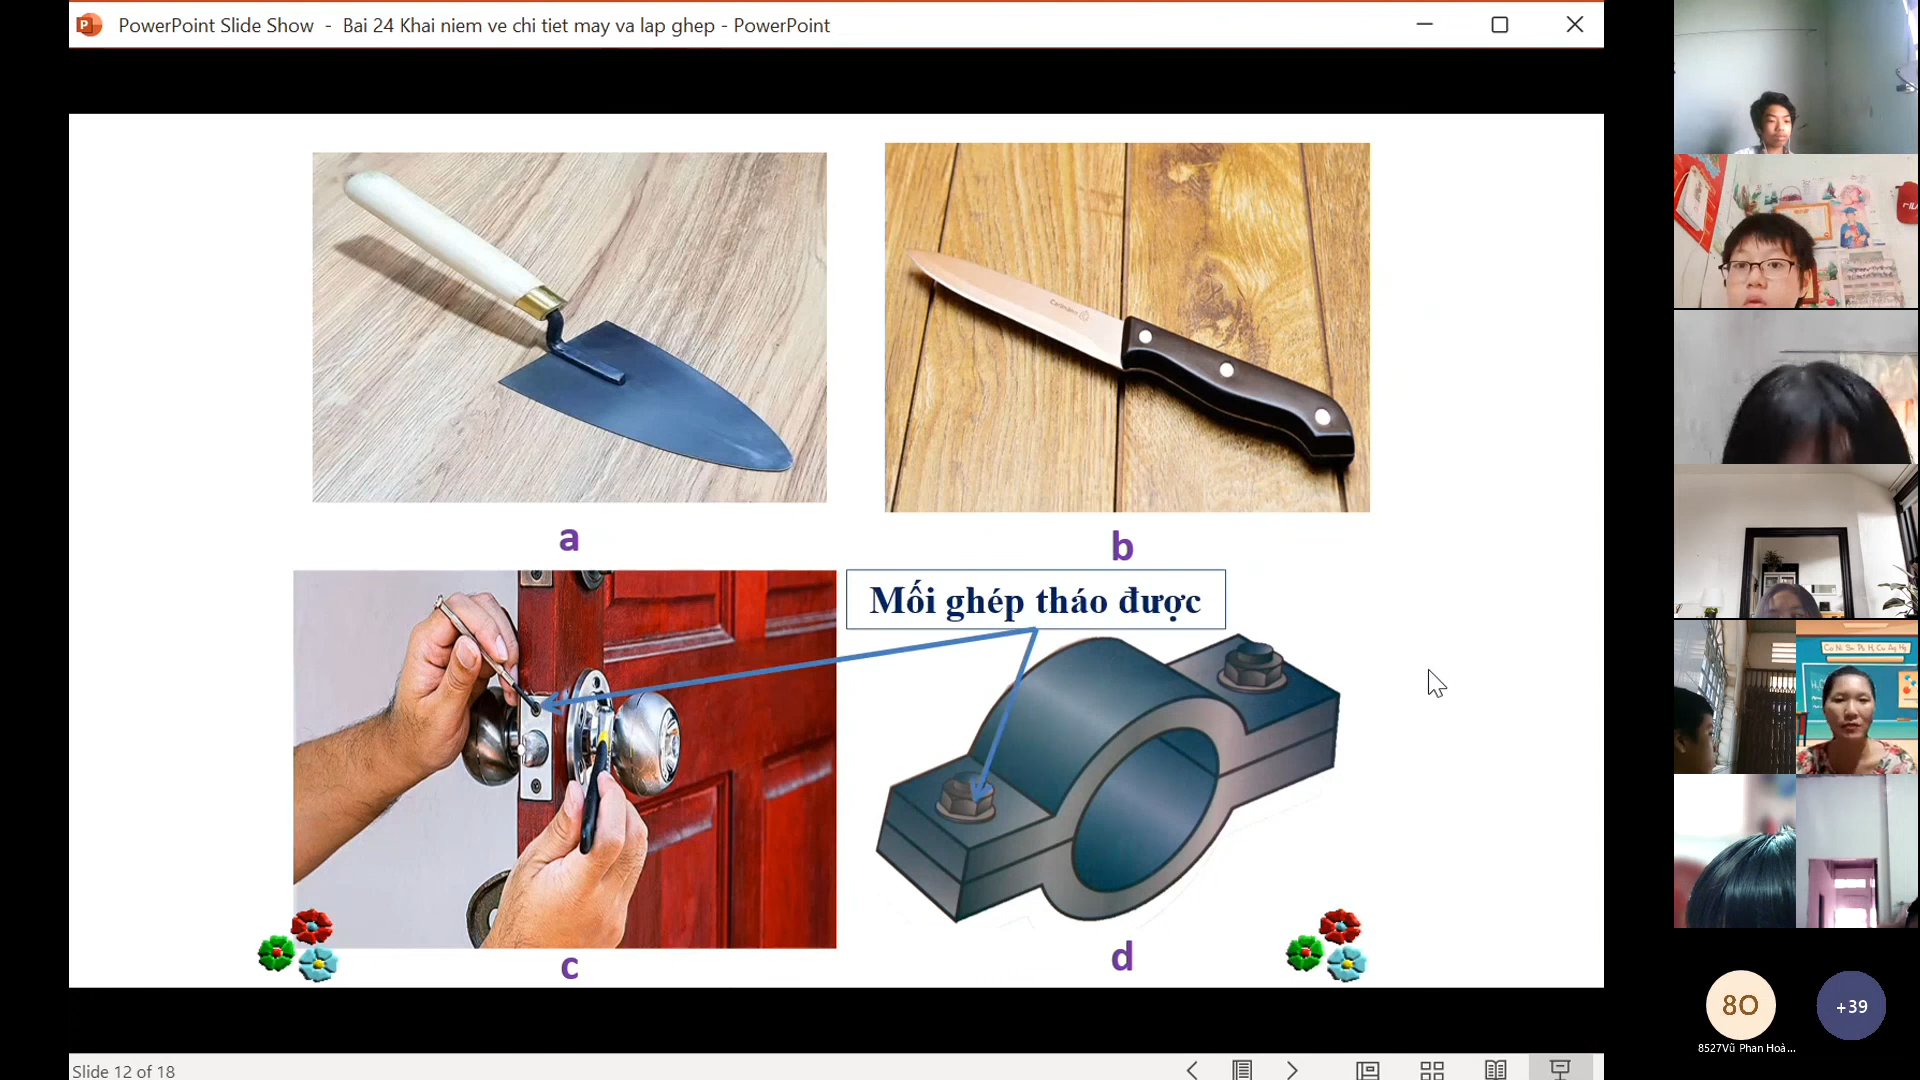 PowerPoint Slide Show - Bai 24 Khai niem ve chi tiet may va lap ghep - PowerPoint
a
b
Mối ghép tháo được
c
d
8O
+39
8527Vũ Phan Hoà...
Slide 12 of 18